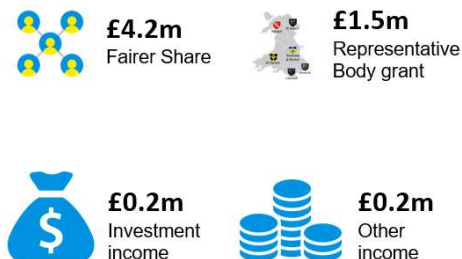 £4.2m
Fairer Share
£1.5m
Representative
Body grant
£0.2m
Investment
income
$
£0.2m
Other
income